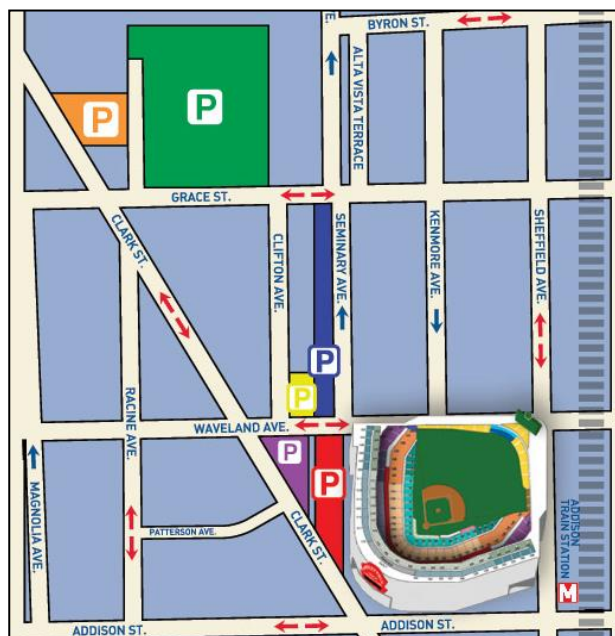 E.
BYRON ST.
ALTA VISTA TERRACE
P
P
GRACE ST.
CLARK ST.
CLIFTON AVE.
SEMINARY AVE.
KENMORE AVE.
SHEFFIELD AVE.
P
P
RACINE AVE.
WAVELAND AVE.
P
P
MAGNOLIA AVE.
PATTERSON AVE.
CLARK ST.
ADDISON
TRAIN STATION
M
ADDISON ST.
ADDISON ST.